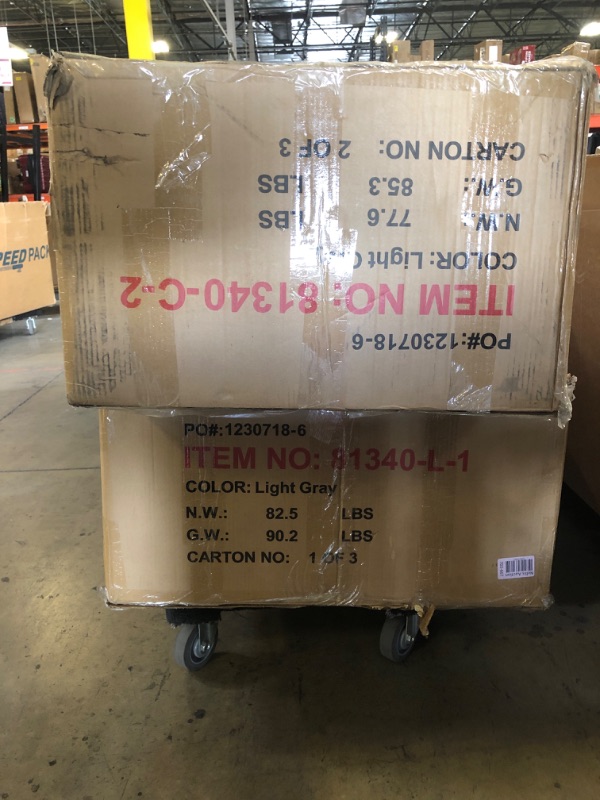 PO#:1230718-6
ITEM NO: 81340-C-2
COLOR: Light
N.W.: 77.6 LBS
G.W.: 85.3 LBS
CARTON NO: 2 OF 3
PO#:1230718-6
ITEM NO: 81340-L-1
COLOR: Light Gray
N.W.: 82.5 LBS
G.W.: 90.2 LBS
CARTON NO: 1 OF 3
PEED PACK